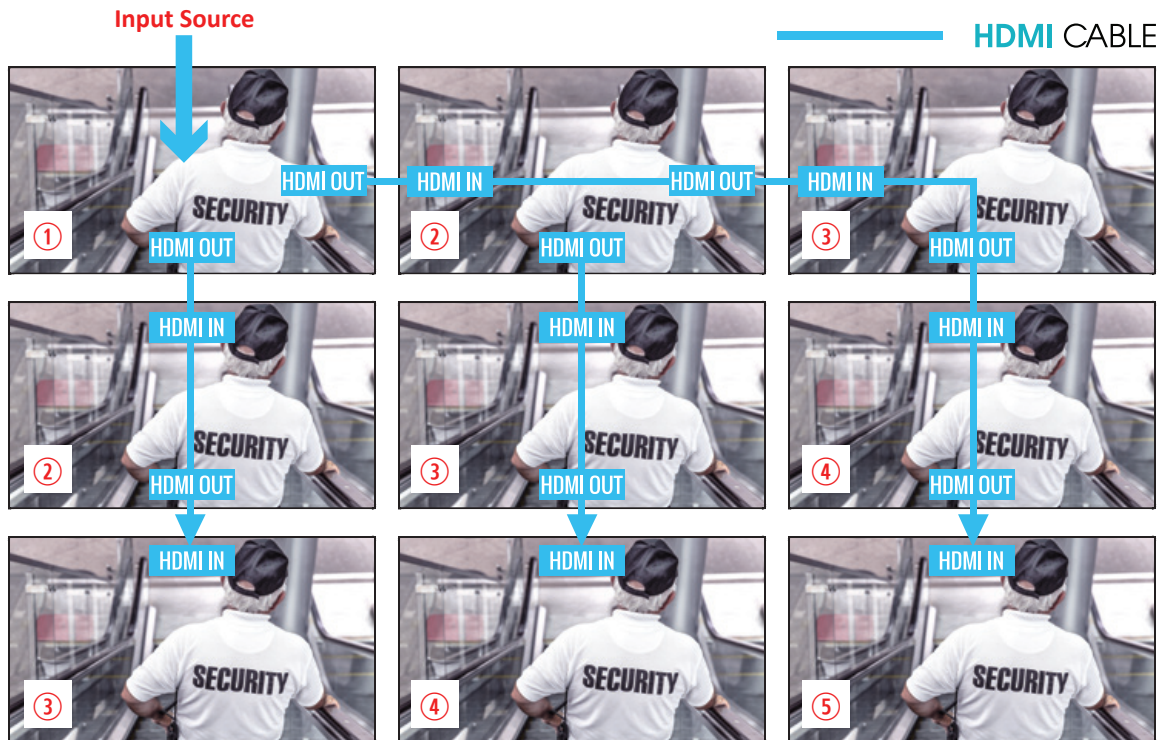 Input Source
HDMI CABLE
HDMI OUT HDMI IN HDMI OUT HDMI IN
SECURITY SECURITY SECURITY
① ② ③
HDMI OUT HDMI OUT HDMI OUT
HDMI IN HDMI IN HDMI IN
SECURITY SECURITY SECURITY
② ③ ④
HDMI OUT HDMI OUT HDMI OUT
HDMI IN HDMI IN HDMI IN
SECURITY SECURITY SECURITY
③ ④ ⑤